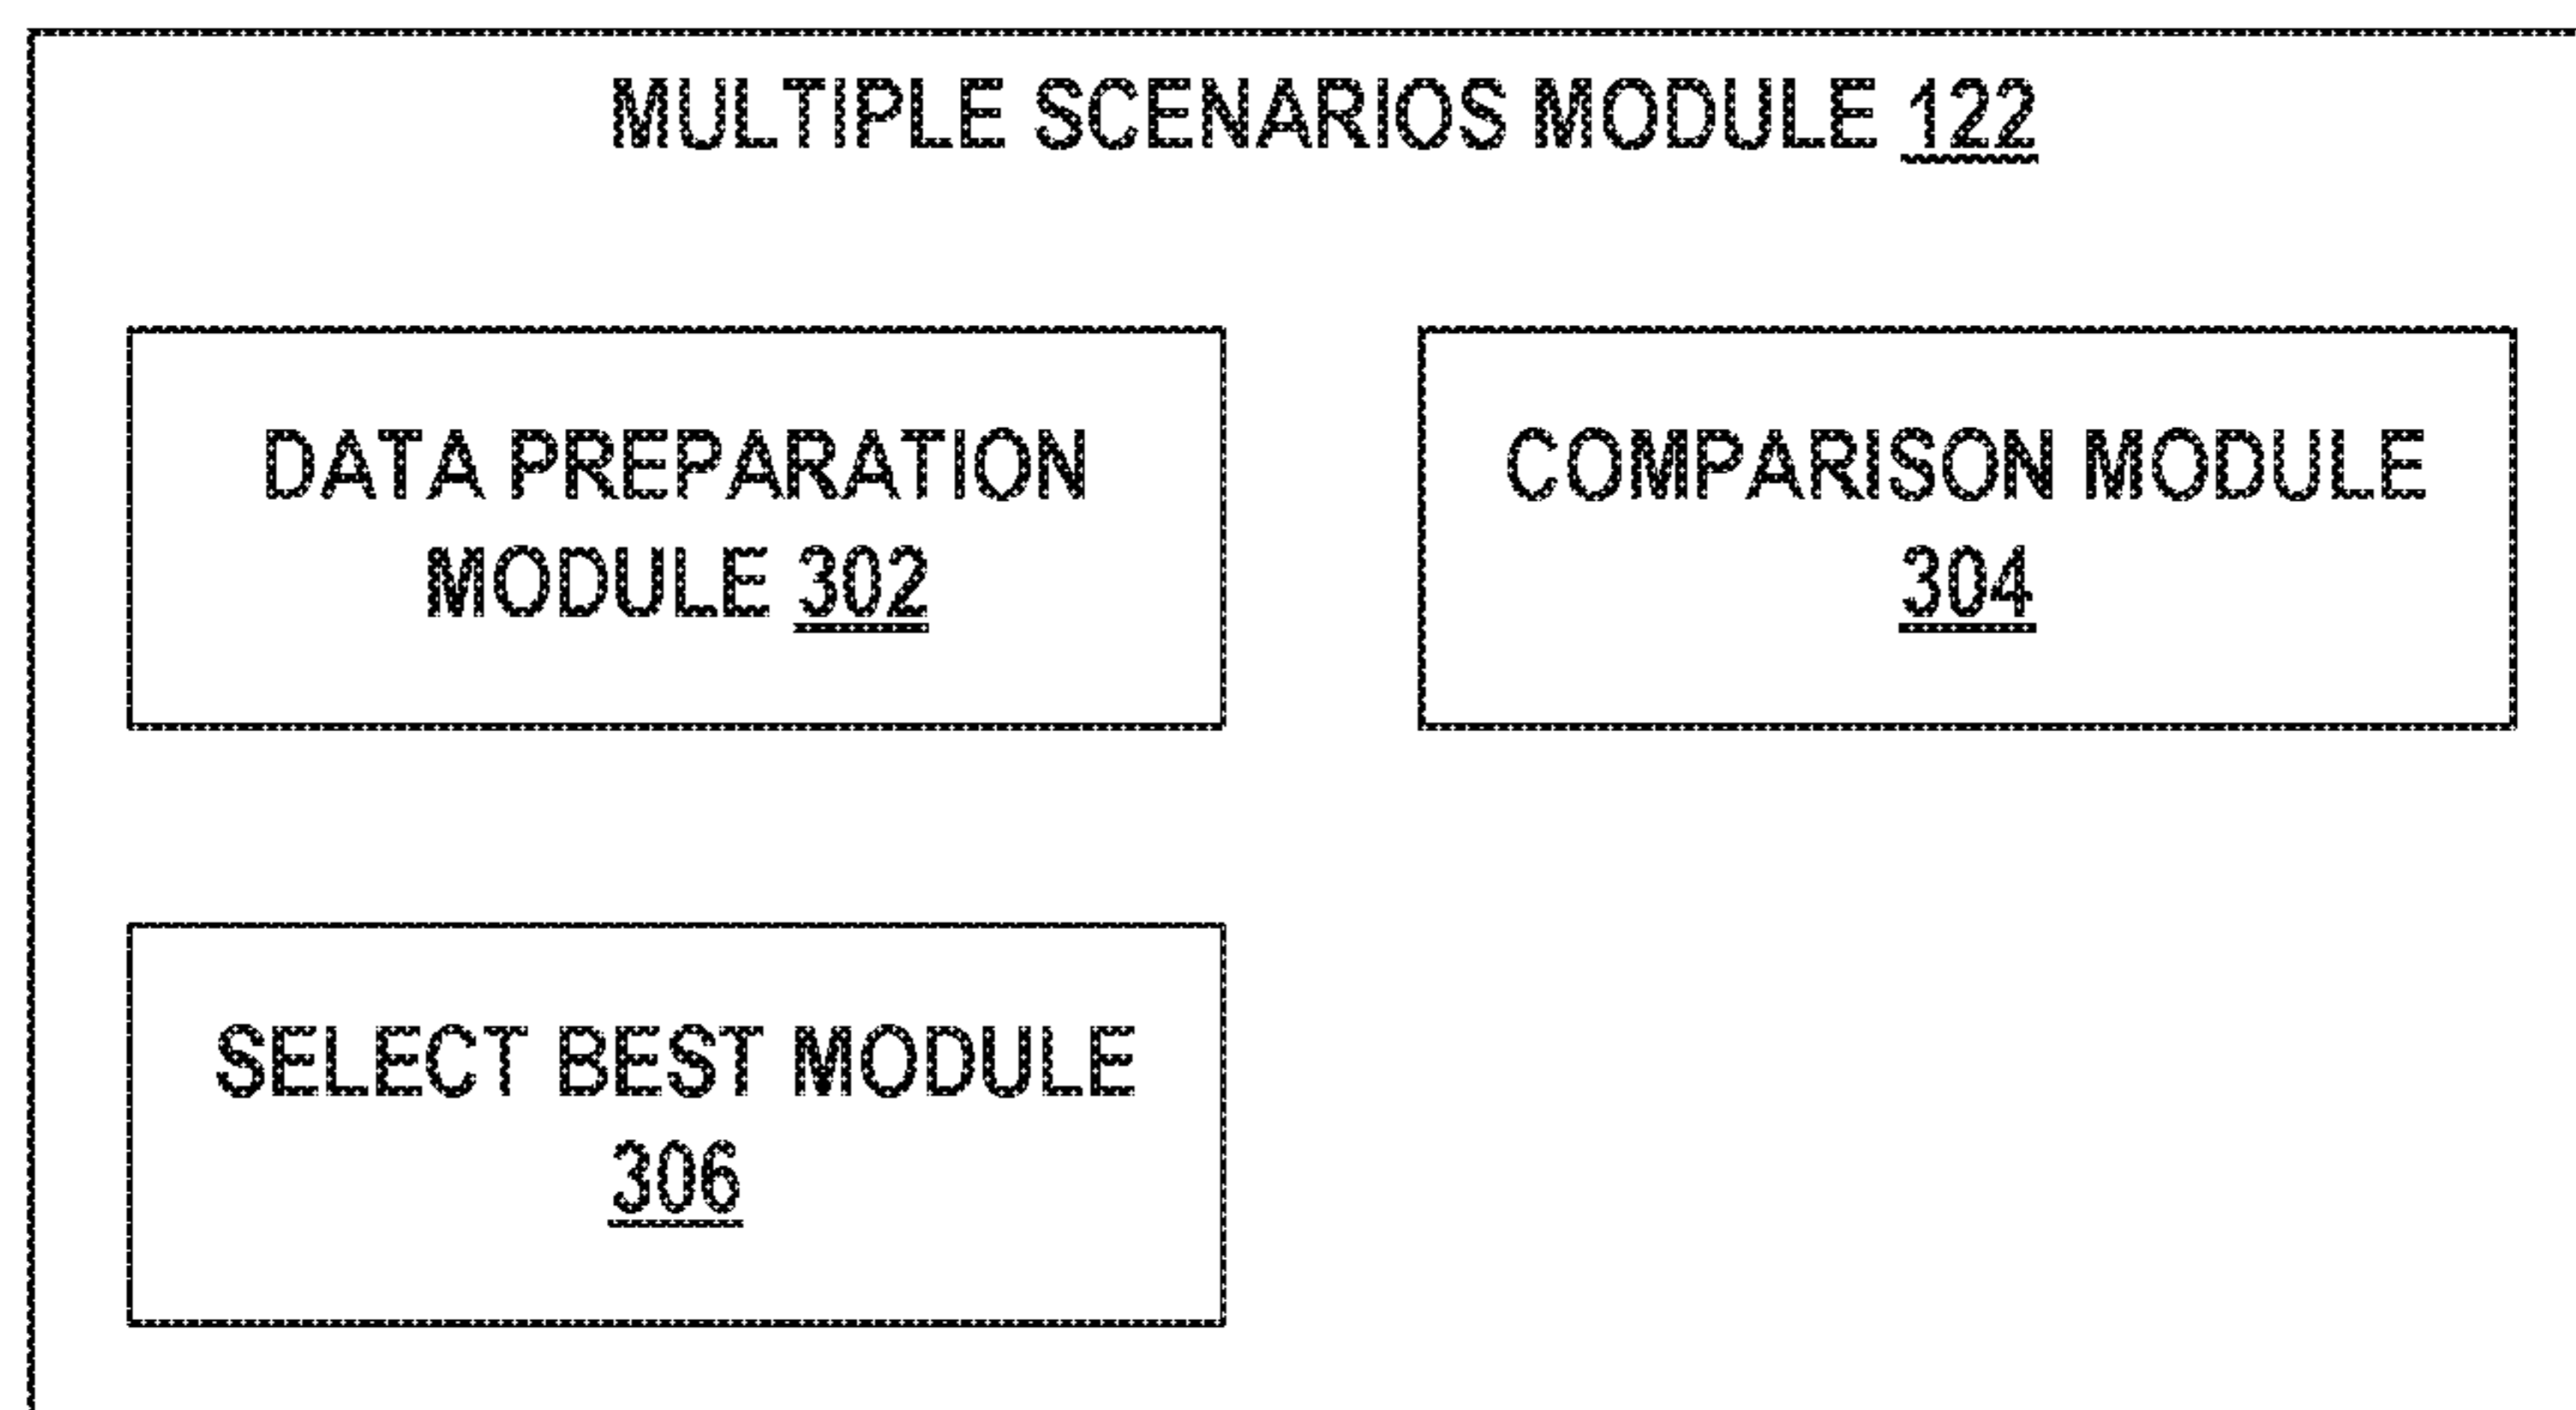 MULTIPLE SCENARIOS MODULE 122
DATA PREPARATION
MODULE 302
COMPARISON MODULE
304
SELECT BEST MODULE
306